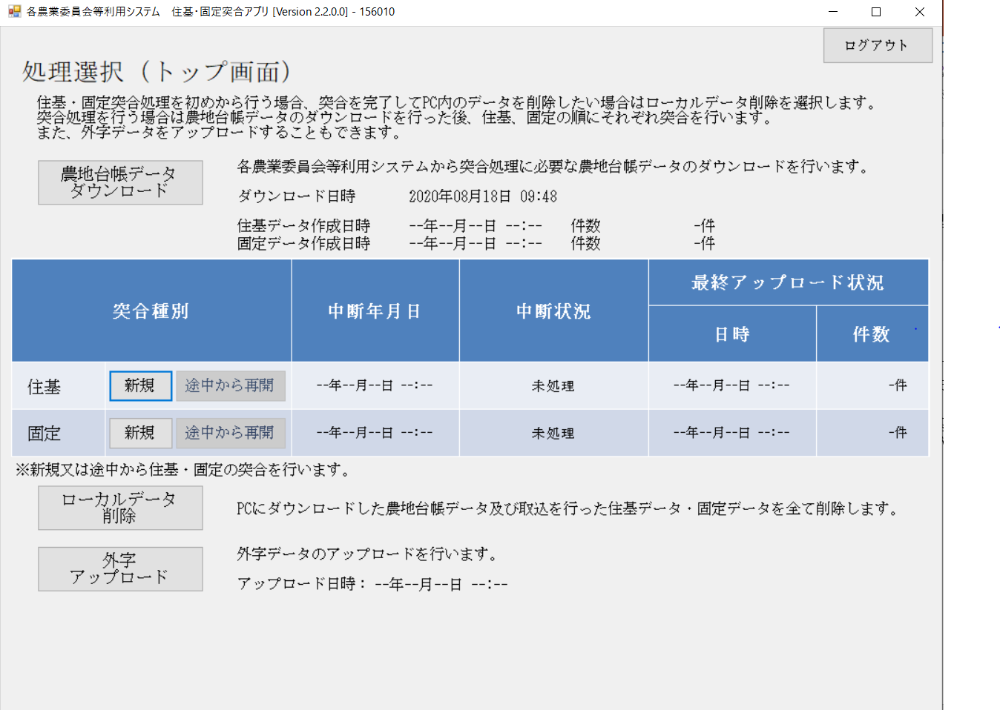 各農業委員会等利用システム　住基・固定突合アプリ [Version 2.2.0.0] - 156010
ログアウト
処理選択（トップ画面）
住基・固定突合処理を初めから行う場合、突合を完了してPC内のデータを削除したい場合はローカルデータ削除を選択します。
突合処理を行う場合は農地台帳データのダウンロードを行った後、住基、固定の順にそれぞれ突合を行います。
また、外字データをアップロードすることもできます。
農地台帳データ
ダウンロード
各農業委員会等利用システムから突合処理に必要な農地台帳データのダウンロードを行います。
ダウンロード日時 2020年08月18日 09:48
住基データ作成日時 --年--月--日 --:-- 件数 -件
固定データ作成日時 --年--月--日 --:-- 件数 -件
突合種別 中断年月日 中断状況 最終アップロード状況
日時 件数
住基 新規 途中から再開 --年--月--日 --:-- 未処理 --年--月--日 --:-- -件
固定 新規 途中から再開 --年--月--日 --:-- 未処理 --年--月--日 --:-- -件
※新規又は途中から住基・固定の突合を行います。
ローカルデータ
削除
PCにダウンロードした農地台帳データ及び取込を行った住基データ・固定データを全て削除します。
外字
アップロード
外字データのアップロードを行います。
アップロード日時： --年--月--日 --:--